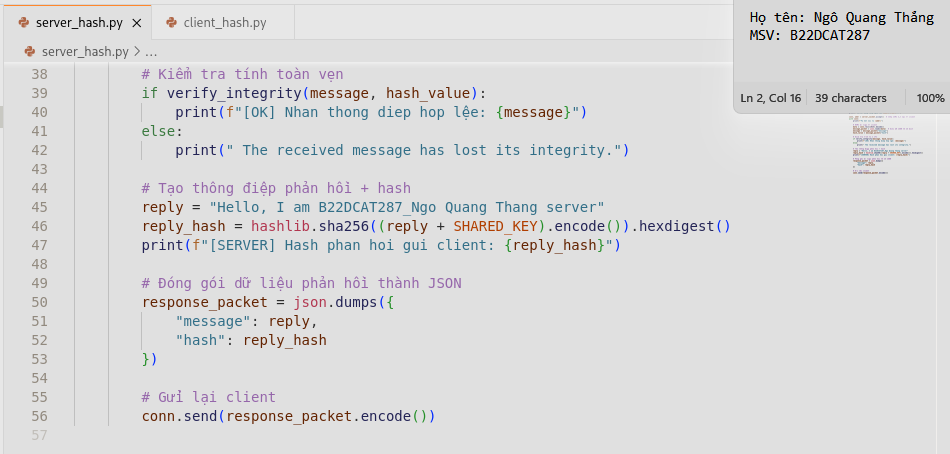 server_hash.py
client_hash.py
server_hash.py > ...
38 # Kiểm tra tính toàn vẹn
39 if verify_integrity(message, hash_value):
40 print(f"[OK] Nhan thong diep hop lệe: {message}")
41 else:
42 print(" The received message has lost its integrity.")
43
44 # Tạo thông điệp phản hồi + hash
45 reply = "Hello, I am B22DCAT287_Ngo Quang Thang server"
46 reply_hash = hashlib.sha256((reply + SHARED_KEY).encode()).hexdigest()
47 print(f"[SERVER] Hash phan hoi gui client: {reply_hash}")
48
49 # Đóng gói dữ liệu phản hồi thành JSON
50 response_packet = json.dumps({
51 "message": reply,
52 "hash": reply_hash
53 })
54
55 # Gửi lại client
56 conn.send(response_packet.encode())
57
Họ tên: Ngô Quang Thắng
MSV: B22DCAT287
Ln 2, Col 16
39 characters
100%